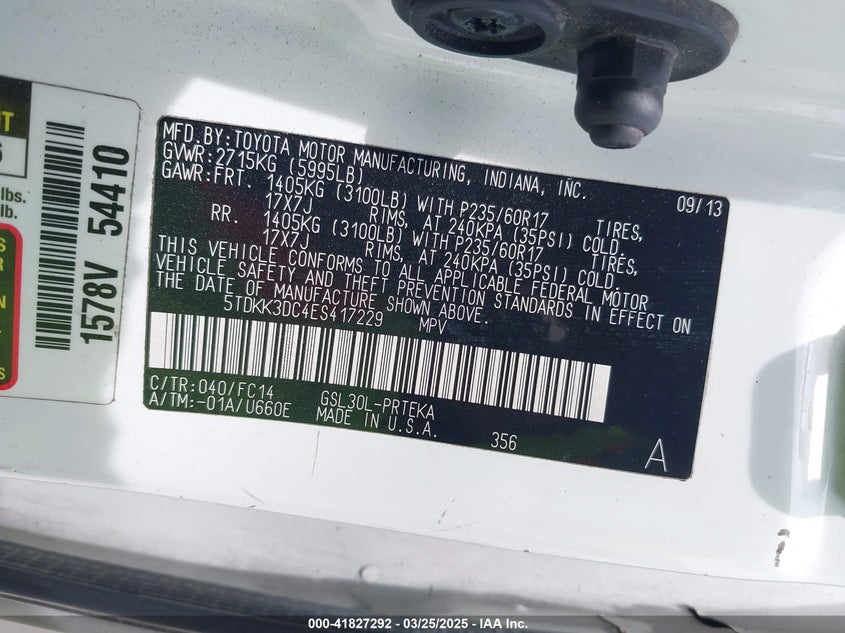 1578V 54410
lbs.
lb.
MFD. BY: TOYOTA MOTOR MANUFACTURING, INDIANA, INC. 09/13
GVWR: 2715KG (5995LB)
GAWR: FRT. 1405KG (3100LB) WITH P235/60R17 TIRES,
17X7J RIMS, AT 240KPA (35PSI) COLD.
RR. 1405KG (3100LB) WITH P235/60R17 TIRES,
17X7J RIMS, AT 240KPA (35PSI) COLD.
THIS VEHICLE CONFORMS TO ALL APPLICABLE FEDERAL MOTOR
VEHICLE SAFETY AND THEFT PREVENTION STANDARDS IN EFFECT ON
THE DATE OF MANUFACTURE SHOWN ABOVE.
5TDKK3DC4ES417229 MPV
C/TR: 040/FC14 GSL30L-PRTEKA
A/TM: -01A/U660E MADE IN U.S.A. 356
A
000-41827292 - 03/25/2025 - IAA Inc.